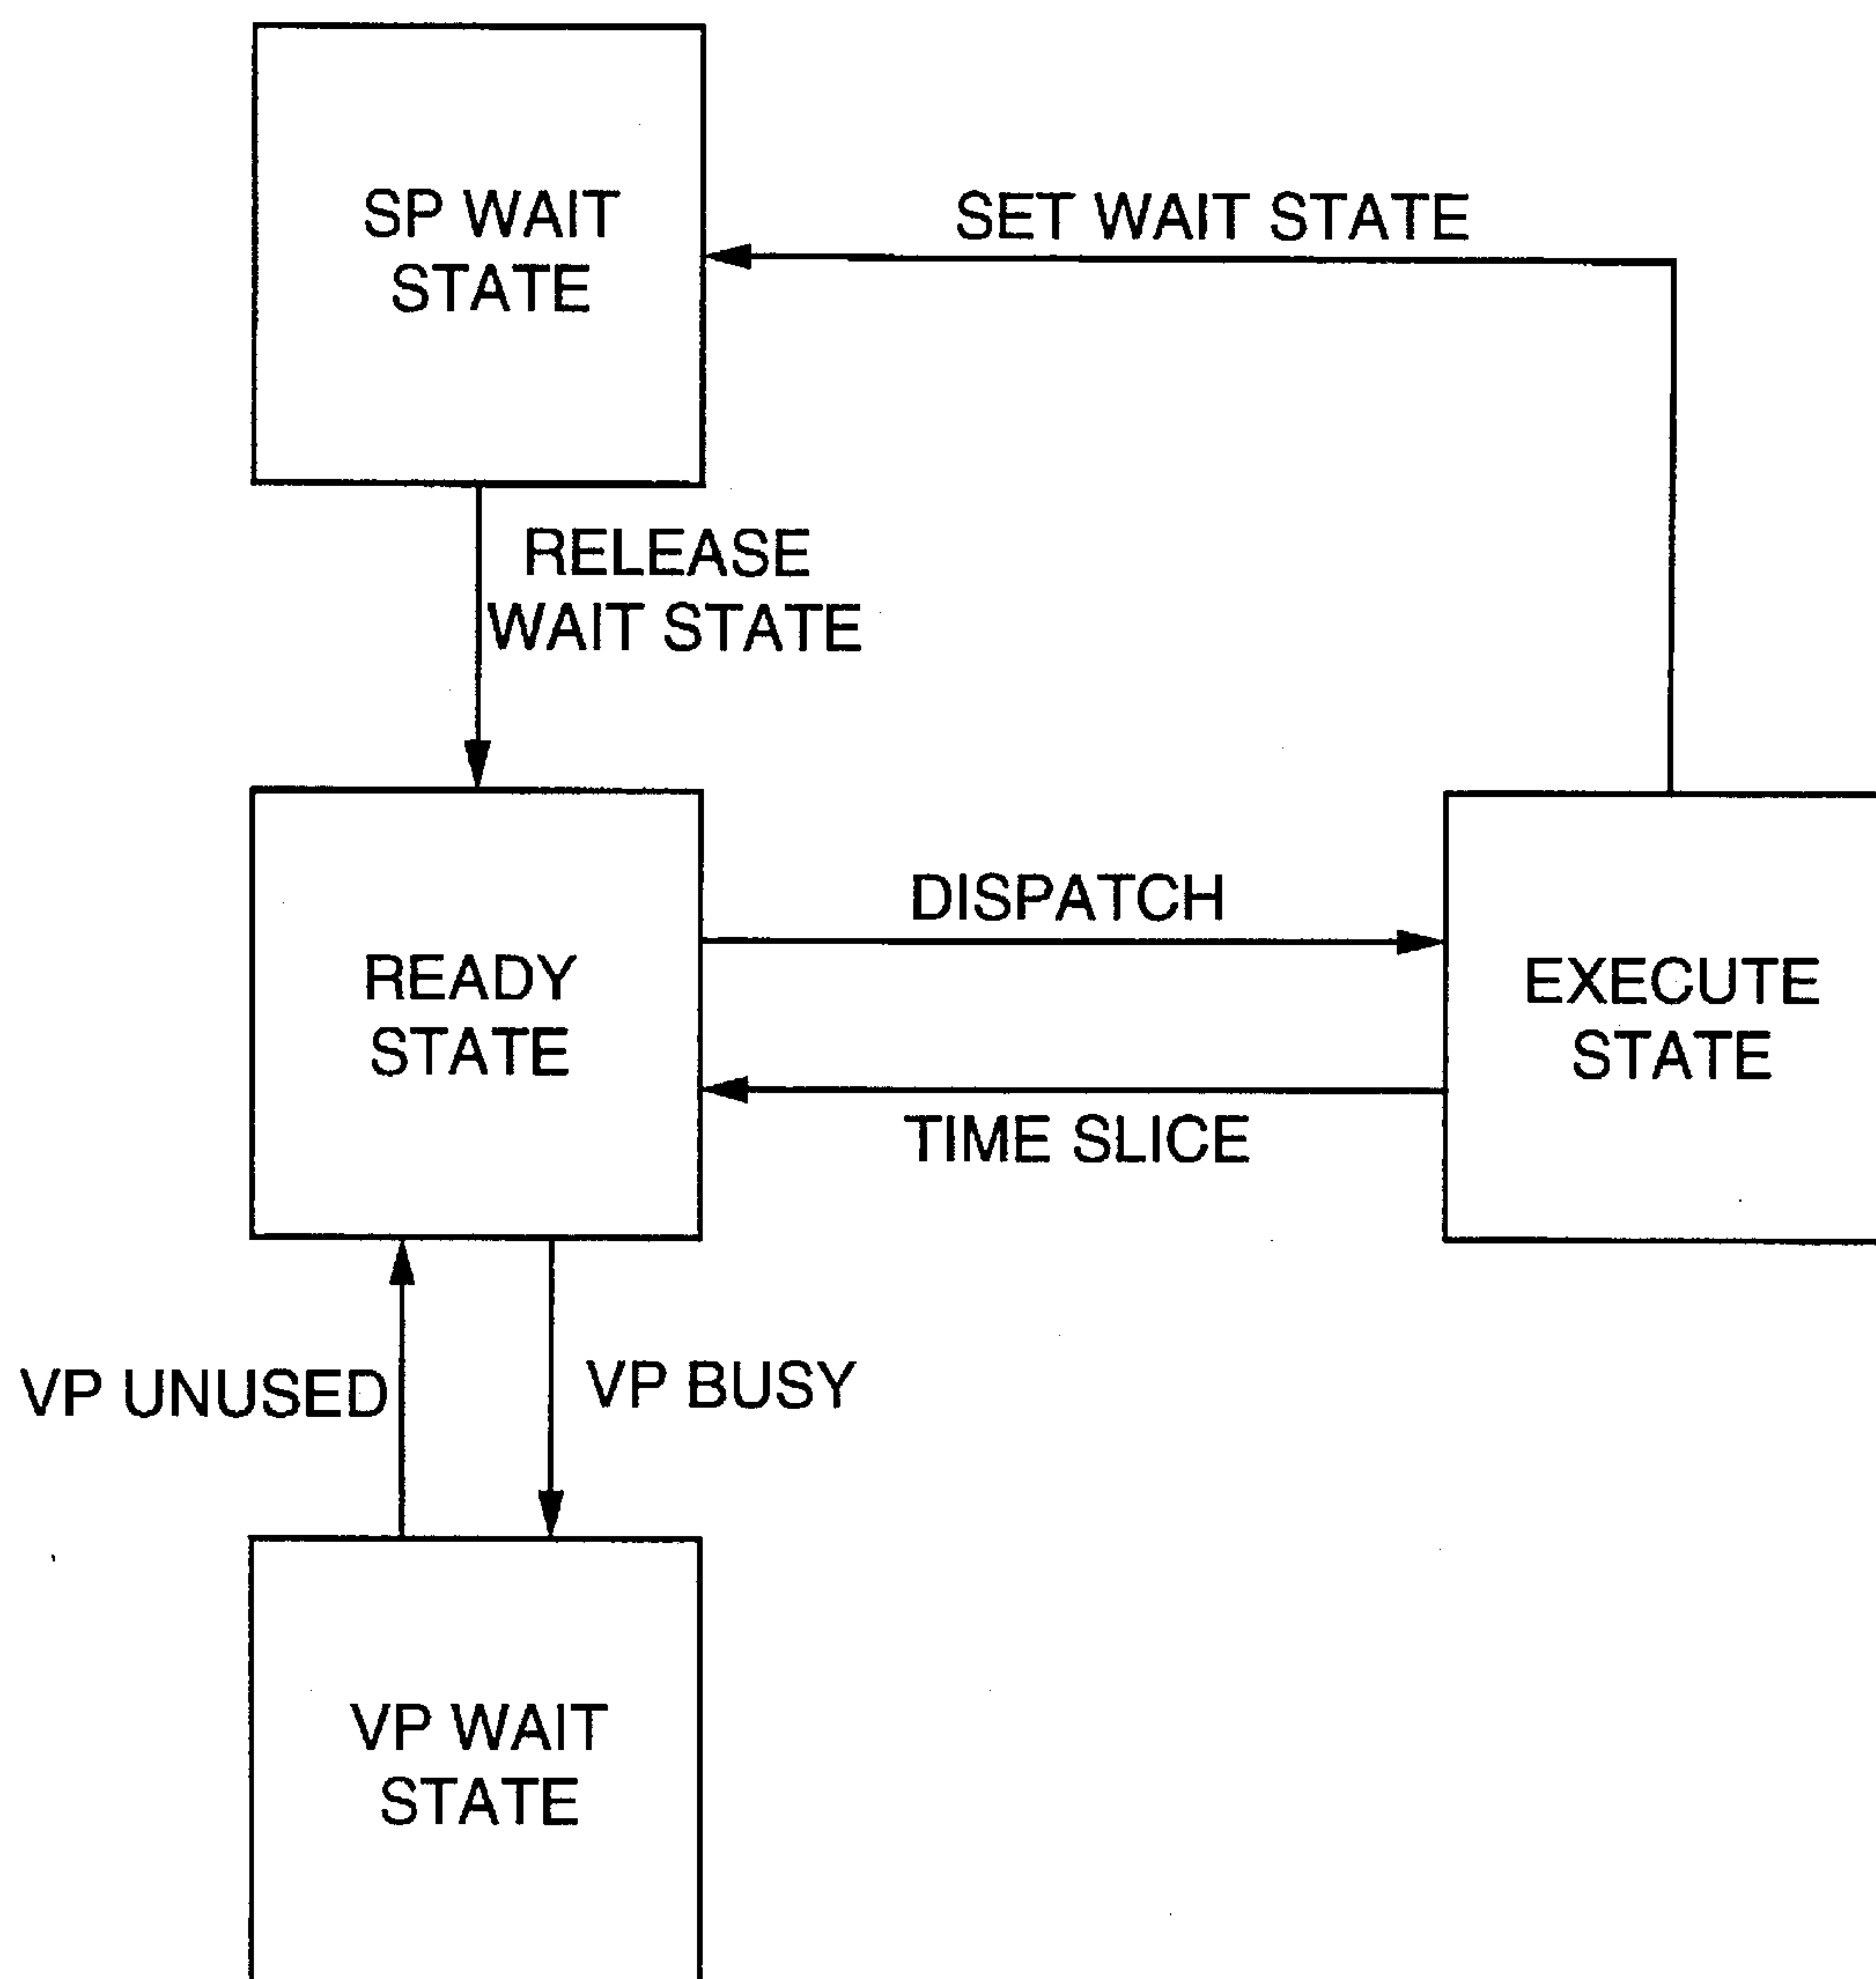 SP WAIT
STATE
SET WAIT STATE
RELEASE
WAIT STATE
DISPATCH
READY
STATE
EXECUTE
STATE
TIME SLICE
VP UNUSED
VP BUSY
VP WAIT
STATE